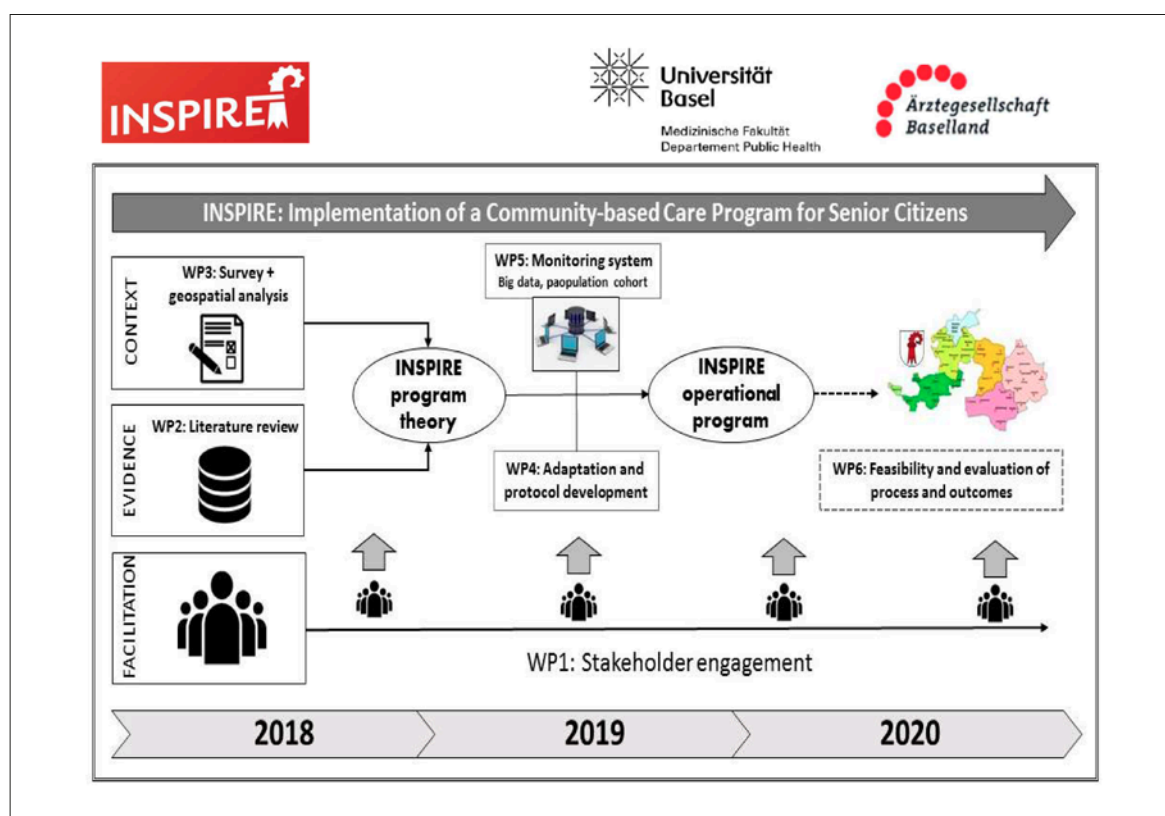 INSPIRE
Universität
Basel
Medizinische Fakultät
Departement Public Health
Ärztegesellschaft
Baselland
INSPIRE: Implementation of a Community-based Care Program for Senior Citizens
CONTEXT
WP3: Survey +
geospatial analysis
WP5: Monitoring system
Big data, paopulation cohort
INSPIRE
program
theory
INSPIRE
operational
program
EVIDENCE
WP2: Literature review
WP4: Adaptation and
protocol development
WP6: Feasibility and evaluation of
process and outcomes
FACILITATION
WP1: Stakeholder engagement
2018
2019
2020